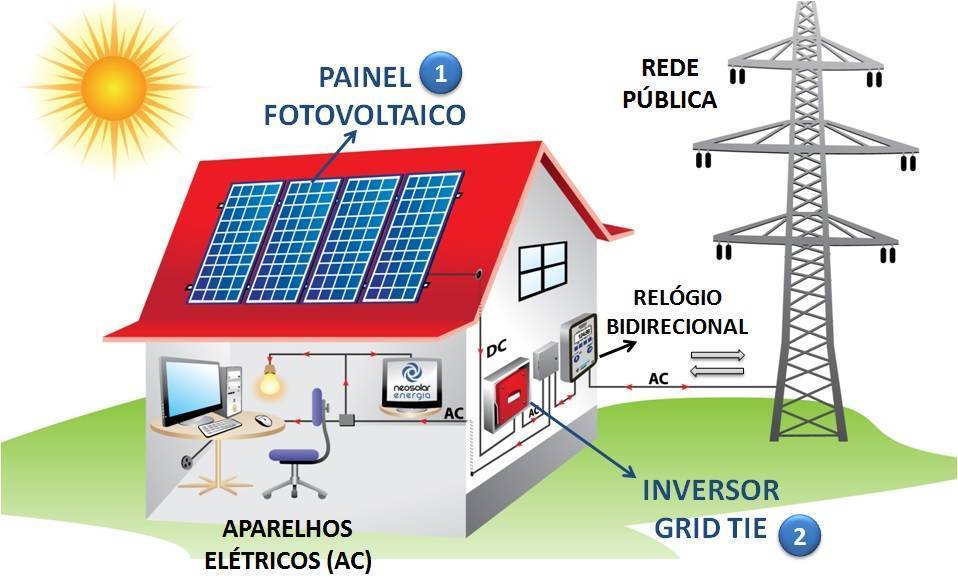 PAINEL 1
FOTOVOLTAICO
REDE
PÚBLICA
RELÓGIO
BIDIRECIONAL
DC
AC
neosolar
energia
AC
AC
INVERSOR
GRID TIE 2
APARELHOS
ELÉTRICOS (AC)